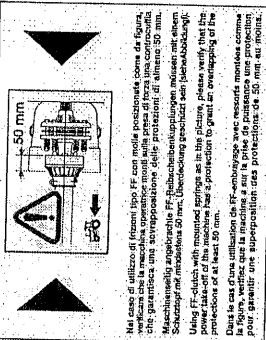 50 mm
Nel caso di utilizzo di frizioni tipo FF con molle posizionate come da figura,
verificare che la macchina operatrice monti sulla presa di forza una controcuffia
che garantisca una sovrapposizione delle protezioni di almeno 50 mm.
Maschinenseitig angebrachte FF-Reibscheibenkupplungen müssen mit einem
Schutztopf mit mindestens 50 mm. Überdeckung geschützt sein (siehe Abbildung).
Using FF-clutch with mounted springs as in the picture, please verify that the
power take-off of the machine has a protection to grant an overlapping of the
protections of at least 50 mm.
Dans le cas d'une utilisation de FF-embrayage avec ressorts montées comme
la figure, verifiez que la machine a sur la prise de puissance une protection
pour garantir une superposition des protections de 50 mm au moins.